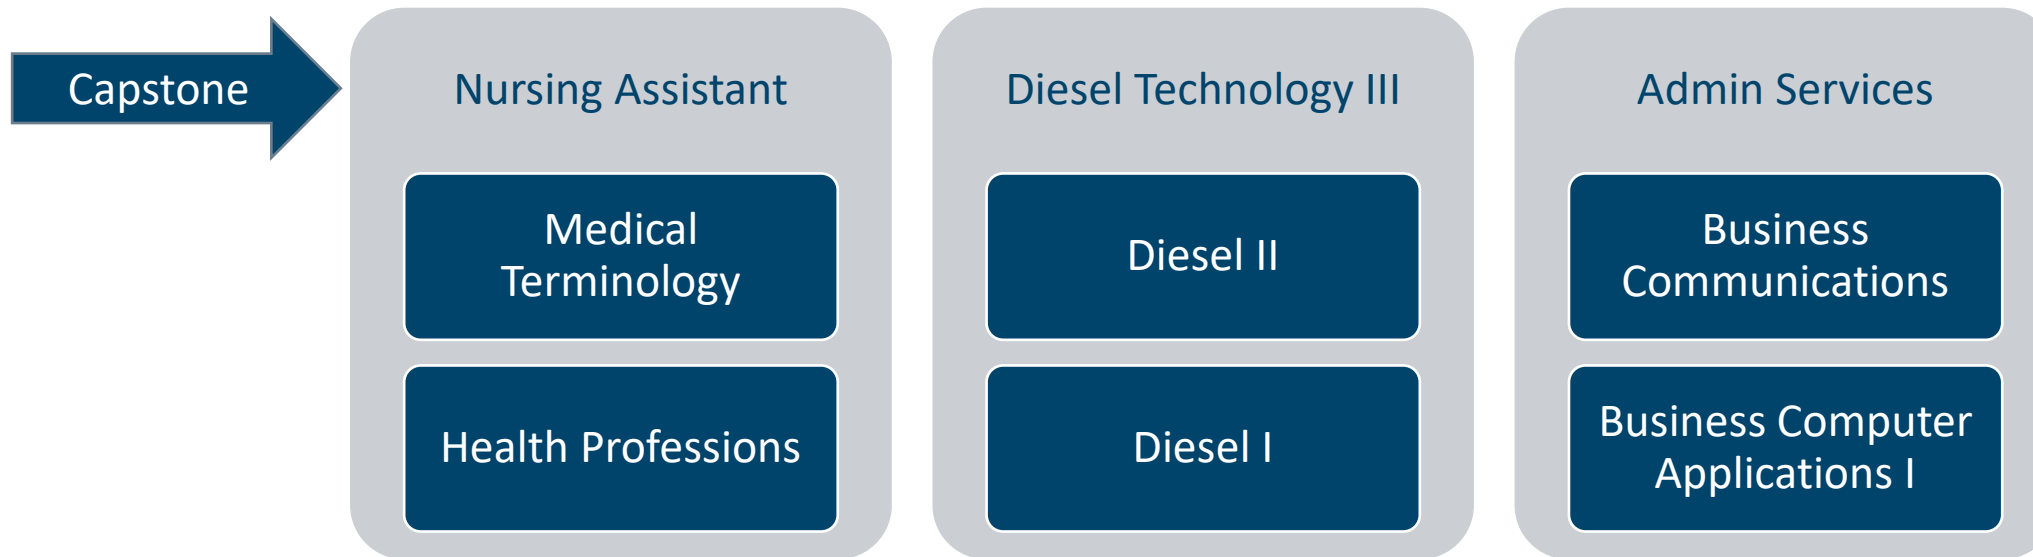 Capstone
Nursing Assistant
Medical
Terminology
Health Professions
Diesel Technology III
Diesel II
Diesel I
Admin Services
Business
Communications
Business Computer
Applications I